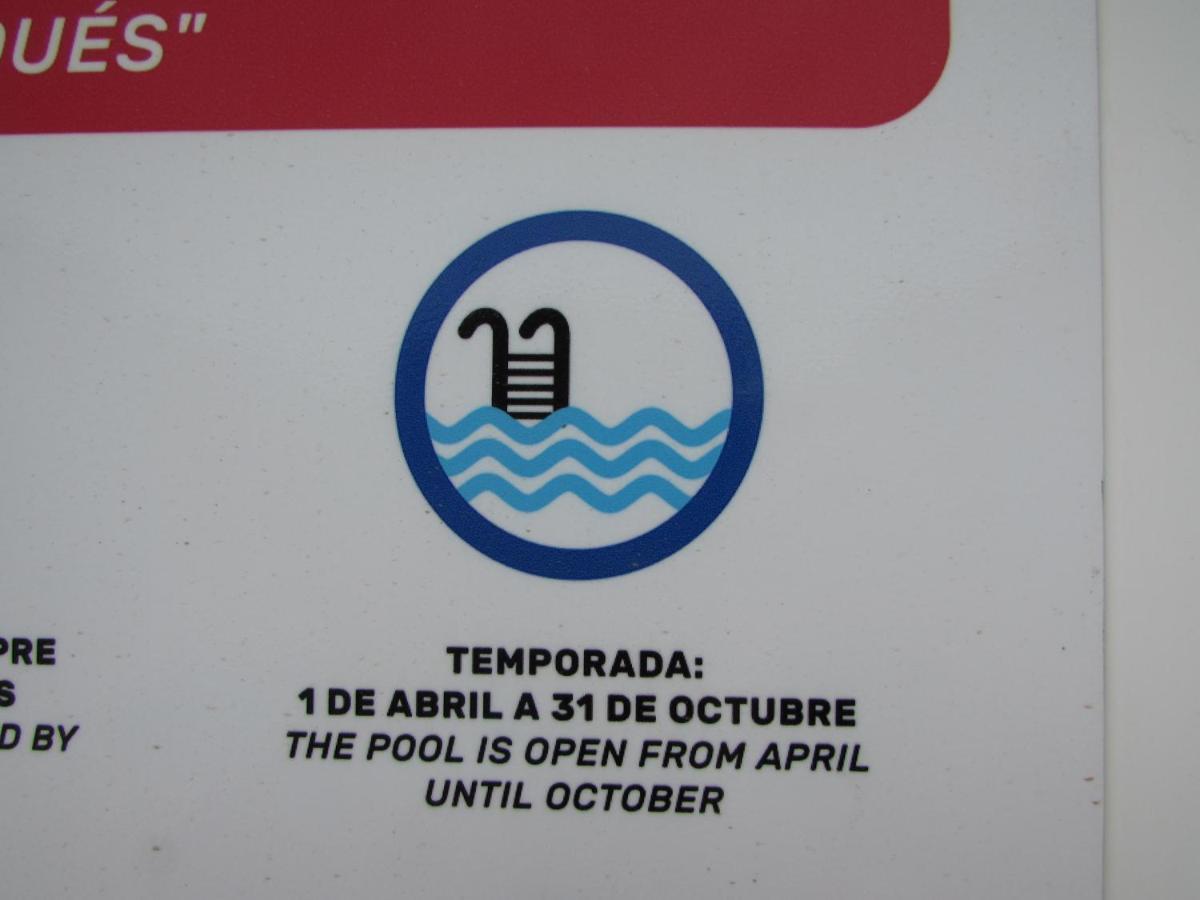 UÉS"
PRE
S
D BY
TEMPORADA:
1 DE ABRIL A 31 DE OCTUBRE
THE POOL IS OPEN FROM APRIL
UNTIL OCTOBER